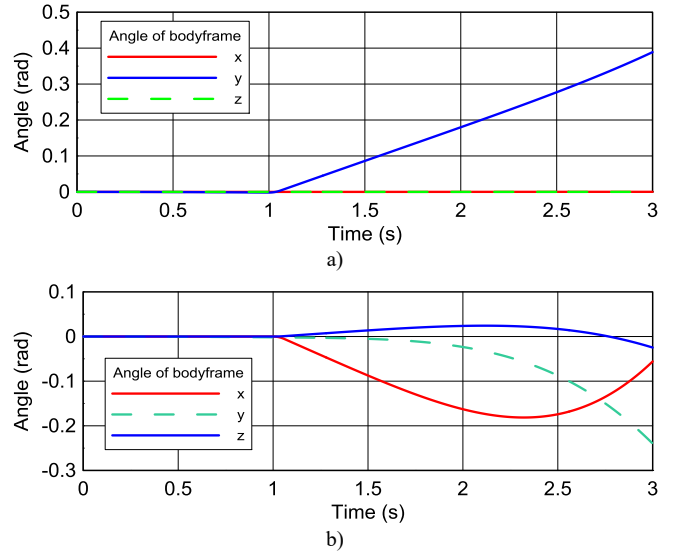 0.5
0.4
0.3
0.2
0.1
0
Angle (rad)
Angle of bodyframe
x
y
z
0 0.5 1 1.5 2 2.5 3
Time (s)
a)
0.1
0
-0.1
-0.2
-0.3
Angle (rad)
Angle of bodyframe
x
y
z
0 0.5 1 1.5 2 2.5 3
Time (s)
b)